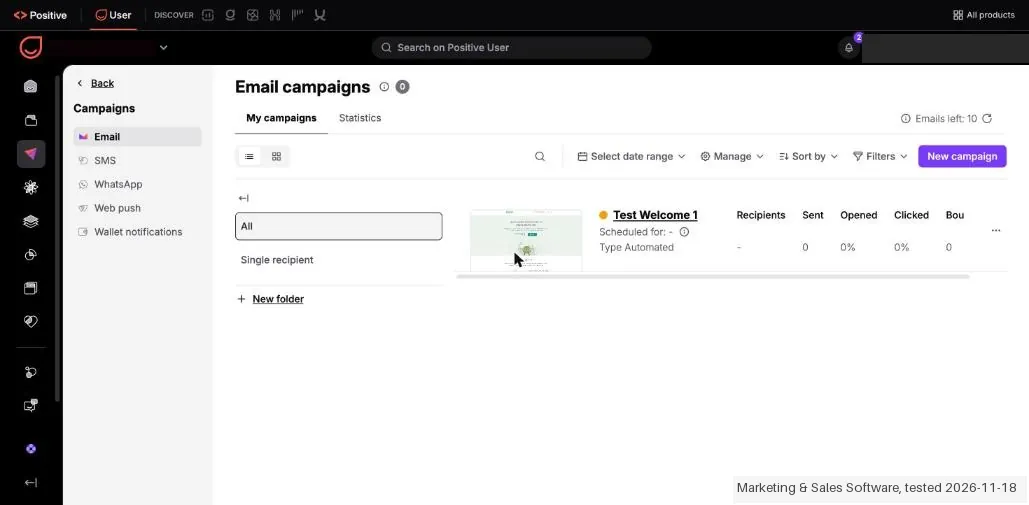 <> Positive
User
DISCOVER
All products
Search on Positive User
2
Back
Campaigns
Email
SMS
WhatsApp
Web push
Wallet notifications
Email campaigns 0
My campaigns
Statistics
Emails left: 10
Select date range
Manage
Sort by
Filters
New campaign
All
Single recipient
+ New folder
Test Welcome 1
Scheduled for: -
Type Automated
Recipients Sent Opened Clicked Bou
- 0 0% 0% 0
Marketing & Sales Software, tested 2026-11-18